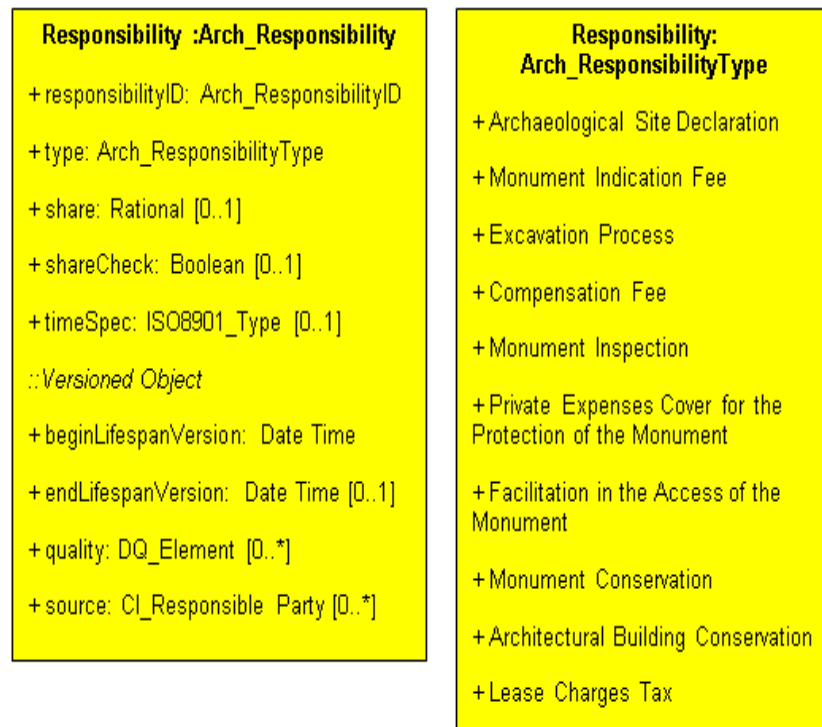 Responsibility :Arch_Responsibility
+ responsibilityID: Arch_ResponsibilityID
+ type: Arch_ResponsibilityType
+ share: Rational [0..1]
+ shareCheck: Boolean [0..1]
+ timeSpec: ISO8901_Type [0..1]
::Versioned Object
+ beginLifespanVersion: Date Time
+ endLifespanVersion: Date Time [0..1]
+ quality: DQ_Element [0..*]
+ source: CI_Responsible Party [0..*]
Responsibility:
Arch_ResponsibilityType
+ Archaeological Site Declaration
+ Monument Indication Fee
+ Excavation Process
+ Compensation Fee
+ Monument Inspection
+ Private Expenses Cover for the
Protection of the Monument
+ Facilitation in the Access of the
Monument
+ Monument Conservation
+ Architectural Building Conservation
+ Lease Charges Tax